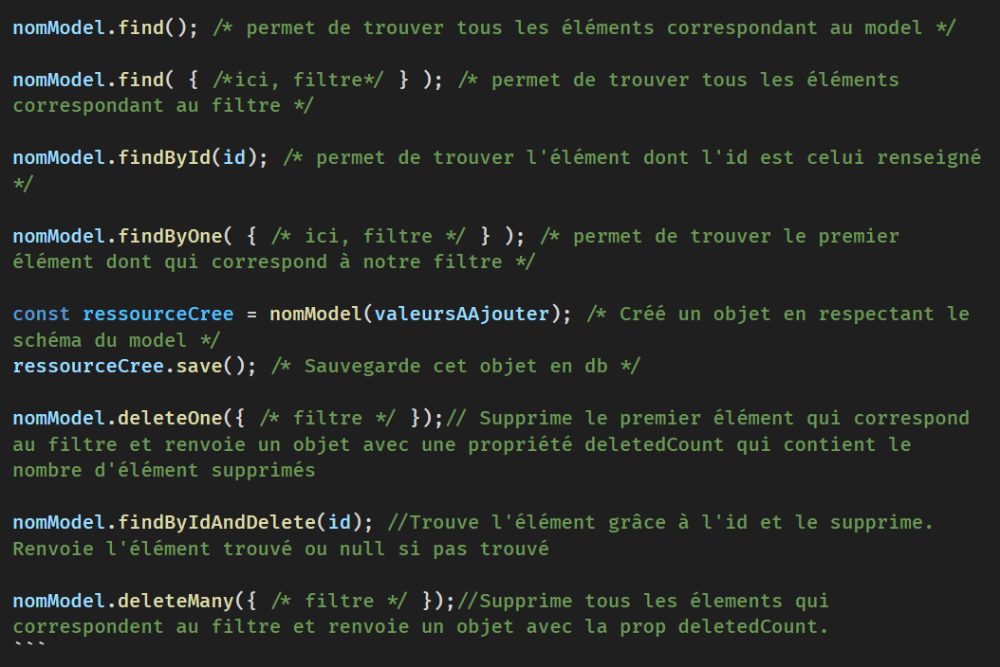 nomModel.find(); /* permet de trouver tous les éléments correspondant au model */
nomModel.find( { /*ici, filtre*/ } ); /* permet de trouver tous les éléments
correspondant au filtre */
nomModel.findById(id); /* permet de trouver l'élément dont l'id est celui renseigné
*/
nomModel.findByOne( { /* ici, filtre */ } ); /* permet de trouver le premier
élément dont qui correspond à notre filtre */
const ressourceCree = nomModel(valeursAAjouter); /* Créé un objet en respectant le
schéma du model */
ressourceCree.save(); /* Sauvegarde cet objet en db */
nomModel.deleteOne({ /* filtre */ });// Supprime le premier élément qui correspond
au filtre et renvoie un objet avec une propriété deletedCount qui contient le
nombre d'élément supprimés
nomModel.findByIdAndDelete(id); //Trouve l'élément grâce à l'id et le supprime.
Renvoie l'élément trouvé ou null si pas trouvé
nomModel.deleteMany({ /* filtre */ });//Supprime tous les élements qui
correspondent au filtre et renvoie un objet avec la prop deletedCount.
```